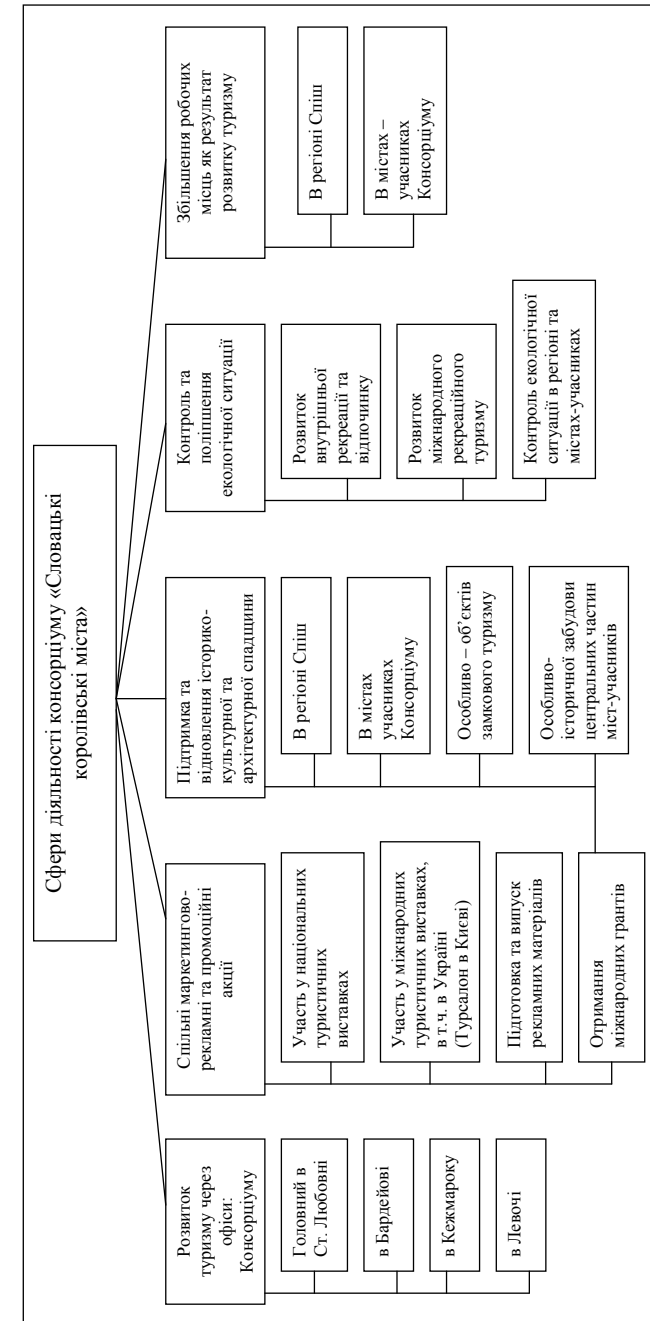 Сфери діяльності консорціуму «Словацькі
королівські міста»
Розвиток
туризму через
офіси:
Консорціуму
Головний в
Ст. Любовні
в Бардейові
в Кежмароку
в Левочі
Спільні маркетингово-
рекламні та промоційні
акції
Участь у національних
туристичних
виставках
Участь у міжнародних
туристичних виставках,
в т.ч. в Україні
(Турсалон в Києві)
Підготовка та випуск
рекламних матеріалів
Отримання
міжнародних грантів
Підтримка та
відновлення історико-
культурної та
архітектурної спадщини
В регіоні Спіш
В містах
учасниках
Консорціуму
Особливо – об’єктів
замкового туризму
Особливо-
історичної забудови
центральних частин
міст-учасників
Контроль та
поліпшення
екологічної ситуації
Розвиток
внутрішньої
рекреації та
відпочинку
Розвиток
міжнародного
рекреаційного
туризму
Контроль екологічної
ситуації в регіоні та
містах-учасниках
Збільшення робочих
місць як результат
розвитку туризму
В регіоні Спіш
В містах –
учасниках
Консорціуму